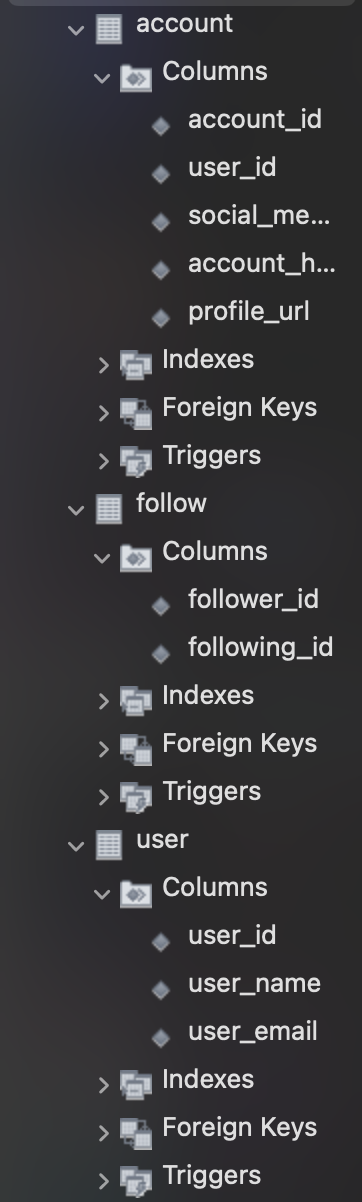 account
Columns
account_id
user_id
social_me...
account_h...
profile_url
Indexes
Foreign Keys
Triggers
follow
Columns
follower_id
following_id
Indexes
Foreign Keys
Triggers
user
Columns
user_id
user_name
user_email
Indexes
Foreign Keys
Triggers